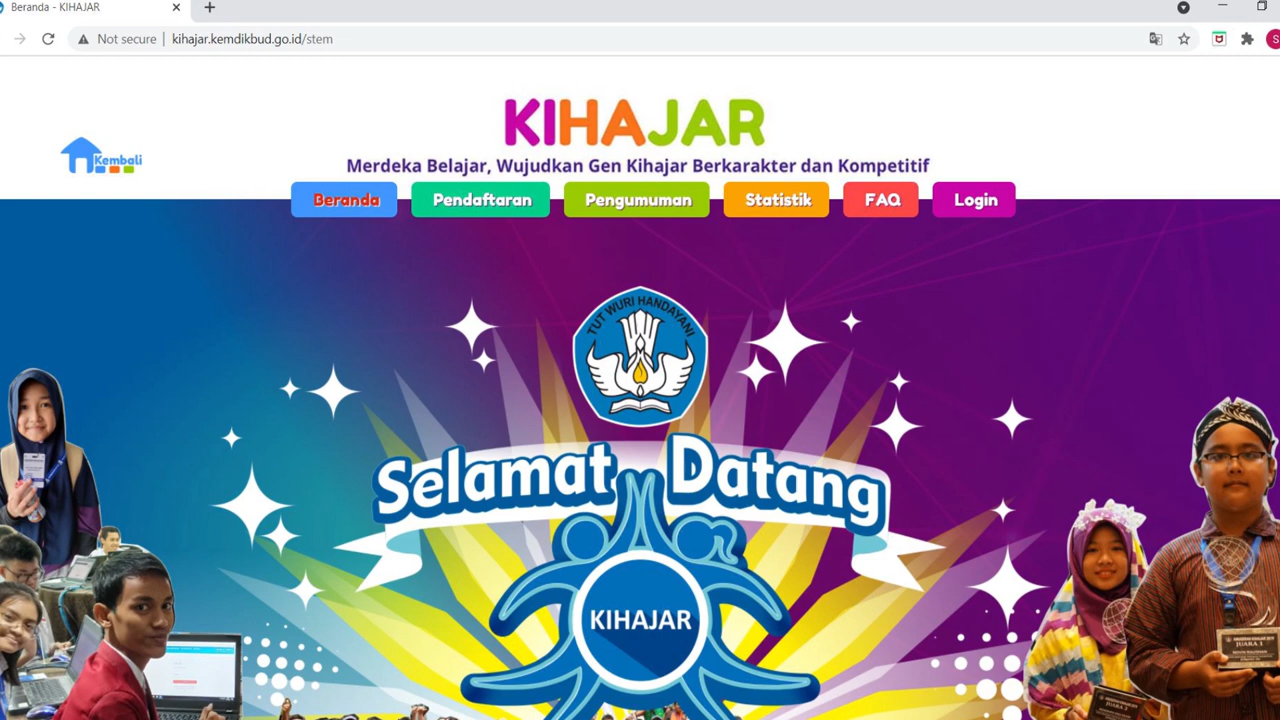 Beranda - KIHAJAR
Not secure | kihajar.kemdikbud.go.id/stem
S
KIHAJAR
Kembali
Merdeka Belajar, Wujudkan Gen Kihajar Berkarakter dan Kompetitif
Beranda Pendaftaran Pengumuman Statistik FAQ Login
TUT WURI HANDAYANI
Selamat Datang
KIHAJAR
JUARA 1